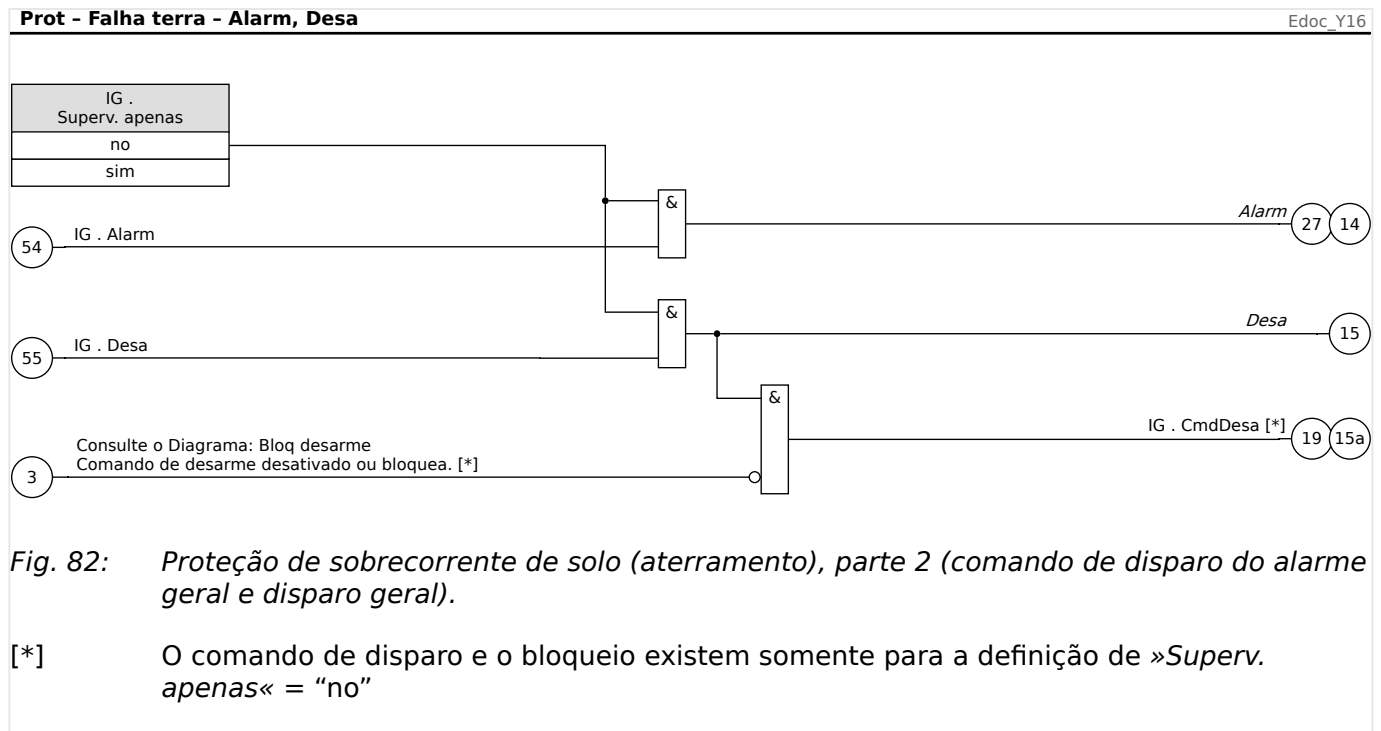 Prot – Falha terra – Alarm, Desa
Edoc_Y16
IG .
Superv. apenas
no
sim
&
Alarm
27
14
54
IG . Alarm
&
Desa
15
55
IG . Desa
&
IG . CmdDesa [*]
19
15a
Consulte o Diagrama: Bloq desarme
Comando de desarme desativado ou bloquea. [*]
3
Fig. 82: Proteção de sobrecorrente de solo (aterramento), parte 2 (comando de disparo do alarme
geral e disparo geral).
[*] O comando de disparo e o bloqueio existem somente para a definição de »Superv.
apenas« = “no”